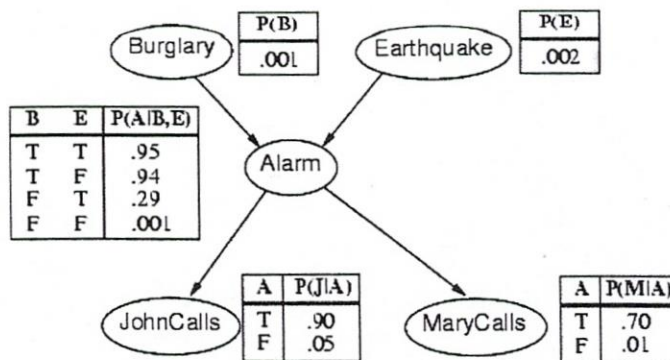 Burglary
P(B)
.001
Earthquake
P(E)
.002
B E P(A|B,E)
T T .95
T F .94
F T .29
F F .001
Alarm
JohnCalls
A P(J|A)
T .90
F .05
MaryCalls
A P(M|A)
T .70
F .01